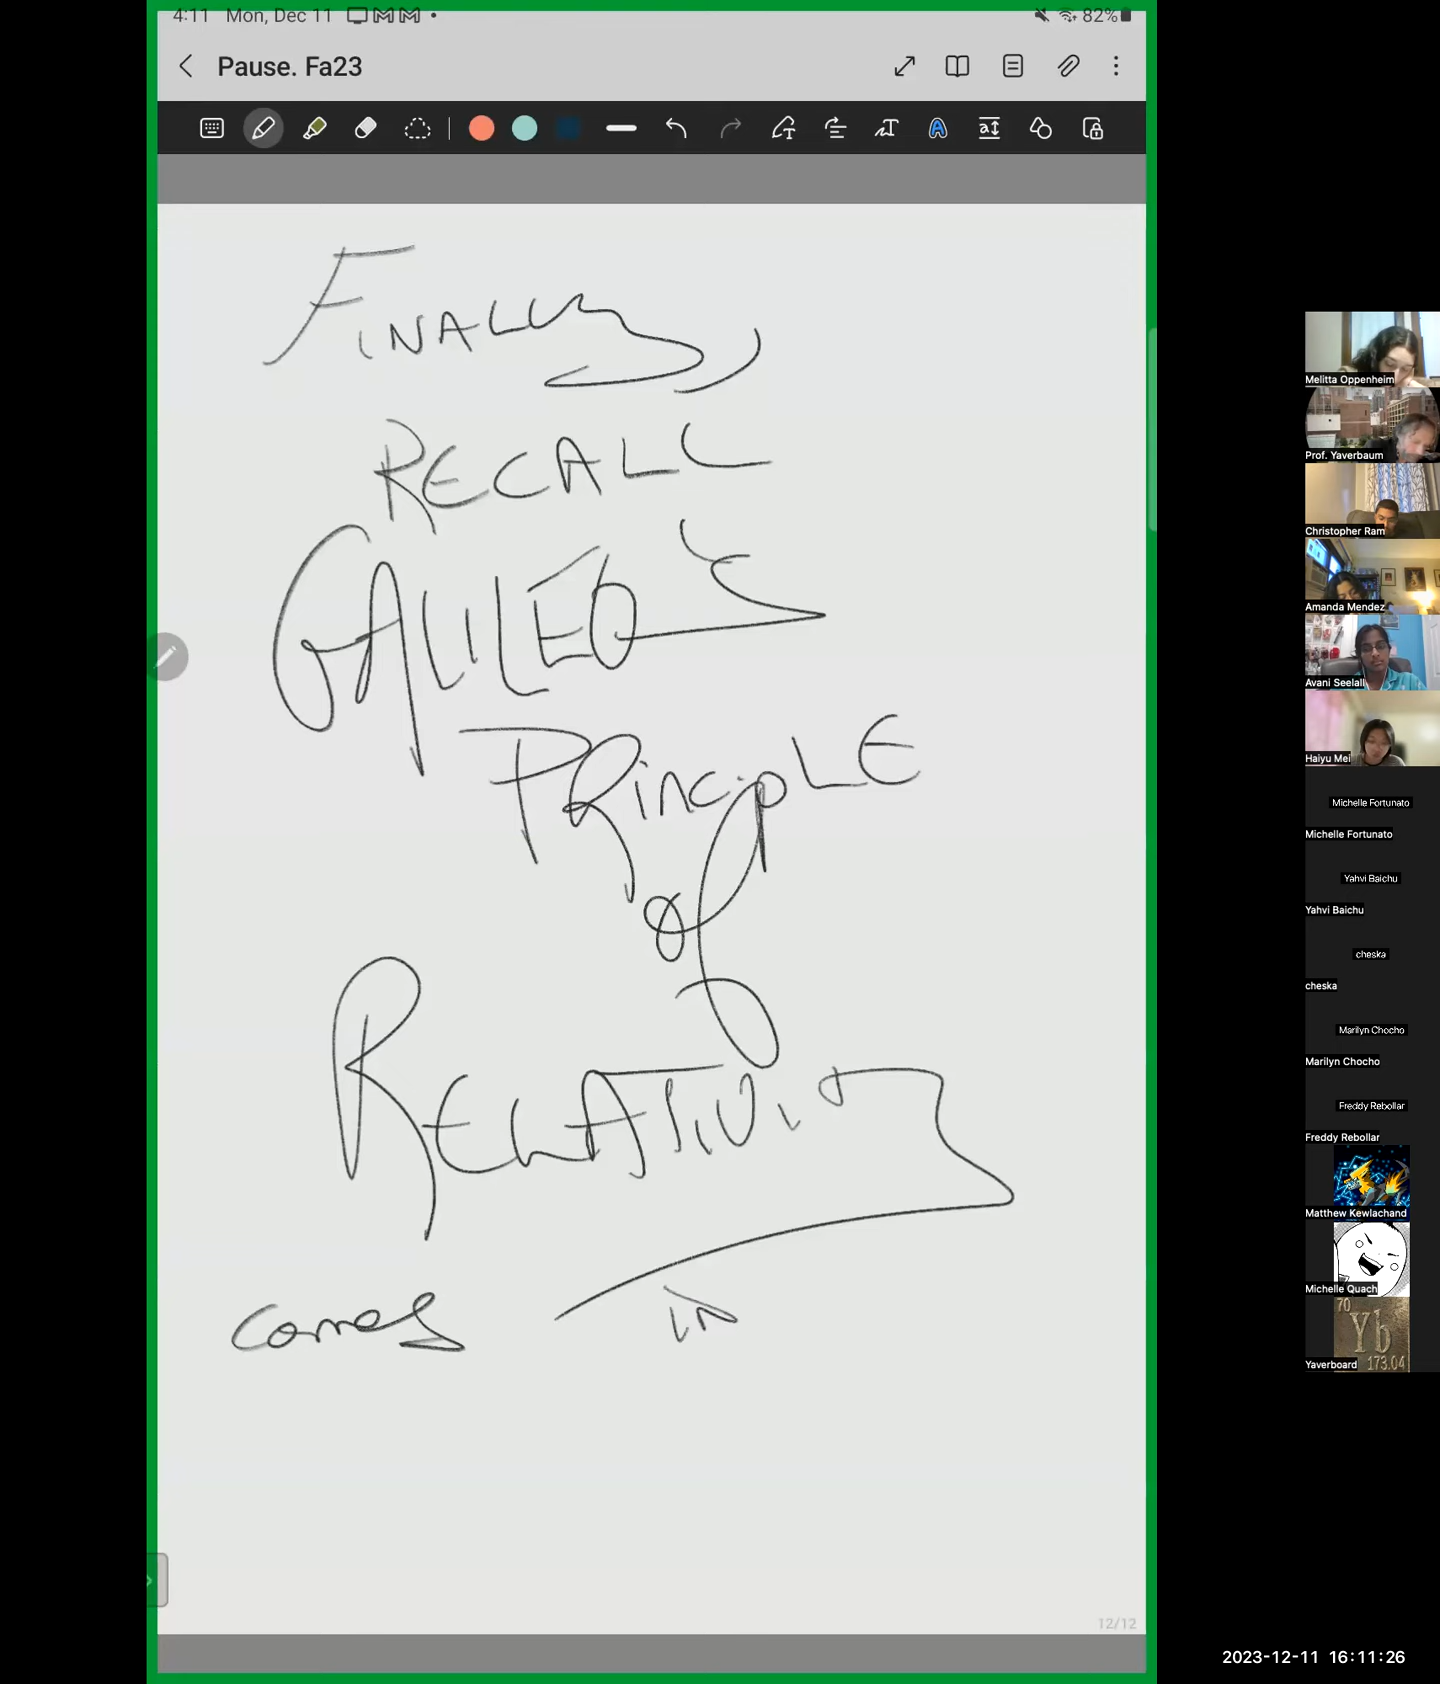 4:11 Mon, Dec 11
82%
Pause. Fa23
Finally,
RECALL
GALILEO's
PRinciPLE
of
RELATIVITY
comes in
12/12
Melitta Oppenheim
Prof. Yaverbaum
Christopher Ram
Amanda Mendez
Avani Seelall
Haiyu Mei
Michelle Fortunato
Michelle Fortunato
Yahvi Baichu
Yahvi Baichu
cheska
cheska
Marilyn Chocho
Marilyn Chocho
Freddy Rebollar
Freddy Rebollar
Matthew Kewlachand
Michelle Quach
70
Yb
173.04
Yaverboard
2023-12-11 16:11:26